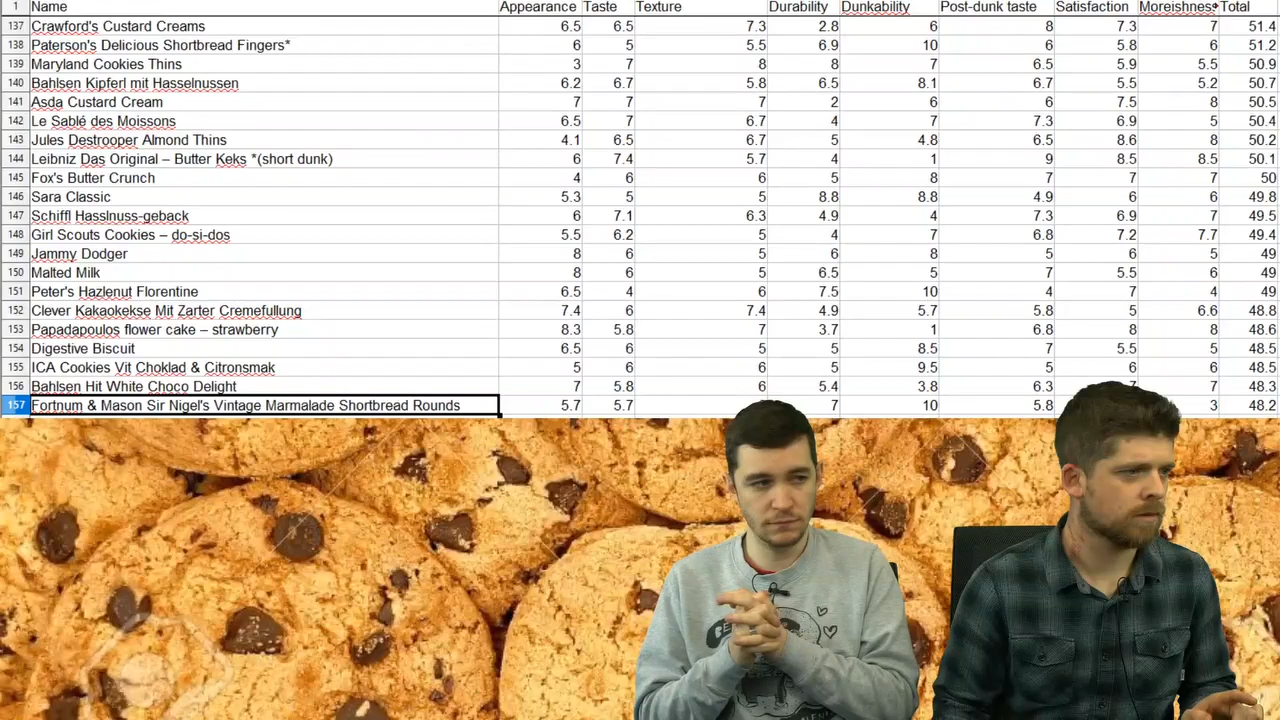 1 Name Appearance Taste Texture Durability Dunkability Post-dunk taste Satisfaction Moreishness Total
137 Crawford's Custard Creams 6.5 6.5 7.3 2.8 6 8 7.3 7 51.4
138 Paterson's Delicious Shortbread Fingers* 6 5 5.5 6.9 10 6 5.8 6 51.2
139 Maryland Cookies Thins 3 7 8 8 7 6.5 5.9 5.5 50.9
140 Bahlsen Kipferl mit Hasselnussen 6.2 6.7 5.8 6.5 8.1 6.7 5.5 5.2 50.7
141 Asda Custard Cream 7 7 7 2 6 6 7.5 8 50.5
142 Le Sablé des Moissons 6.5 7 6.7 4 7 7.3 6.9 5 50.4
143 Jules Destrooper Almond Thins 4.1 6.5 6.7 5 4.8 6.5 8.6 8 50.2
144 Leibniz Das Original – Butter Keks *(short dunk) 6 7.4 5.7 4 1 9 8.5 8.5 50.1
145 Fox's Butter Crunch 4 6 6 5 8 7 7 7 50
146 Sara Classic 5.3 5 5 8.8 8.8 4.9 6 6 49.8
147 Schiffl Hasslnuss-geback 6 7.1 6.3 4.9 4 7.3 6.9 7 49.5
148 Girl Scouts Cookies – do-si-dos 5.5 6.2 5 4 7 6.8 7.2 7.7 49.4
149 Jammy Dodger 8 6 5 6 8 5 6 5 49
150 Malted Milk 8 6 5 6.5 5 7 5.5 6 49
151 Peter's Hazlenut Florentine 6.5 4 6 7.5 10 4 7 4 49
152 Clever Kakaokekse Mit Zarter Cremefullung 7.4 6 7.4 4.9 5.7 5.8 5 6.6 48.8
153 Papadapoulos flower cake – strawberry 8.3 5.8 7 3.7 1 6.8 8 8 48.6
154 Digestive Biscuit 6.5 6 5 5 8.5 7 5.5 5 48.5
155 ICA Cookies Vit Choklad & Citronsmak 5 6 6 5 9.5 5 6 6 48.5
156 Bahlsen Hit White Choco Delight 7 5.8 6 5.4 3.8 6.3 7 7 48.3
157 Fortnum & Mason Sir Nigel's Vintage Marmalade Shortbread Rounds 5.7 5.7 7 10 5.8 3 48.2